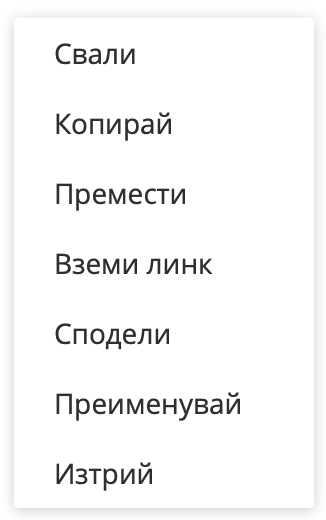 Свали
Копирай
Премести
Вземи линк
Сподели
Преименувай
Изтрий